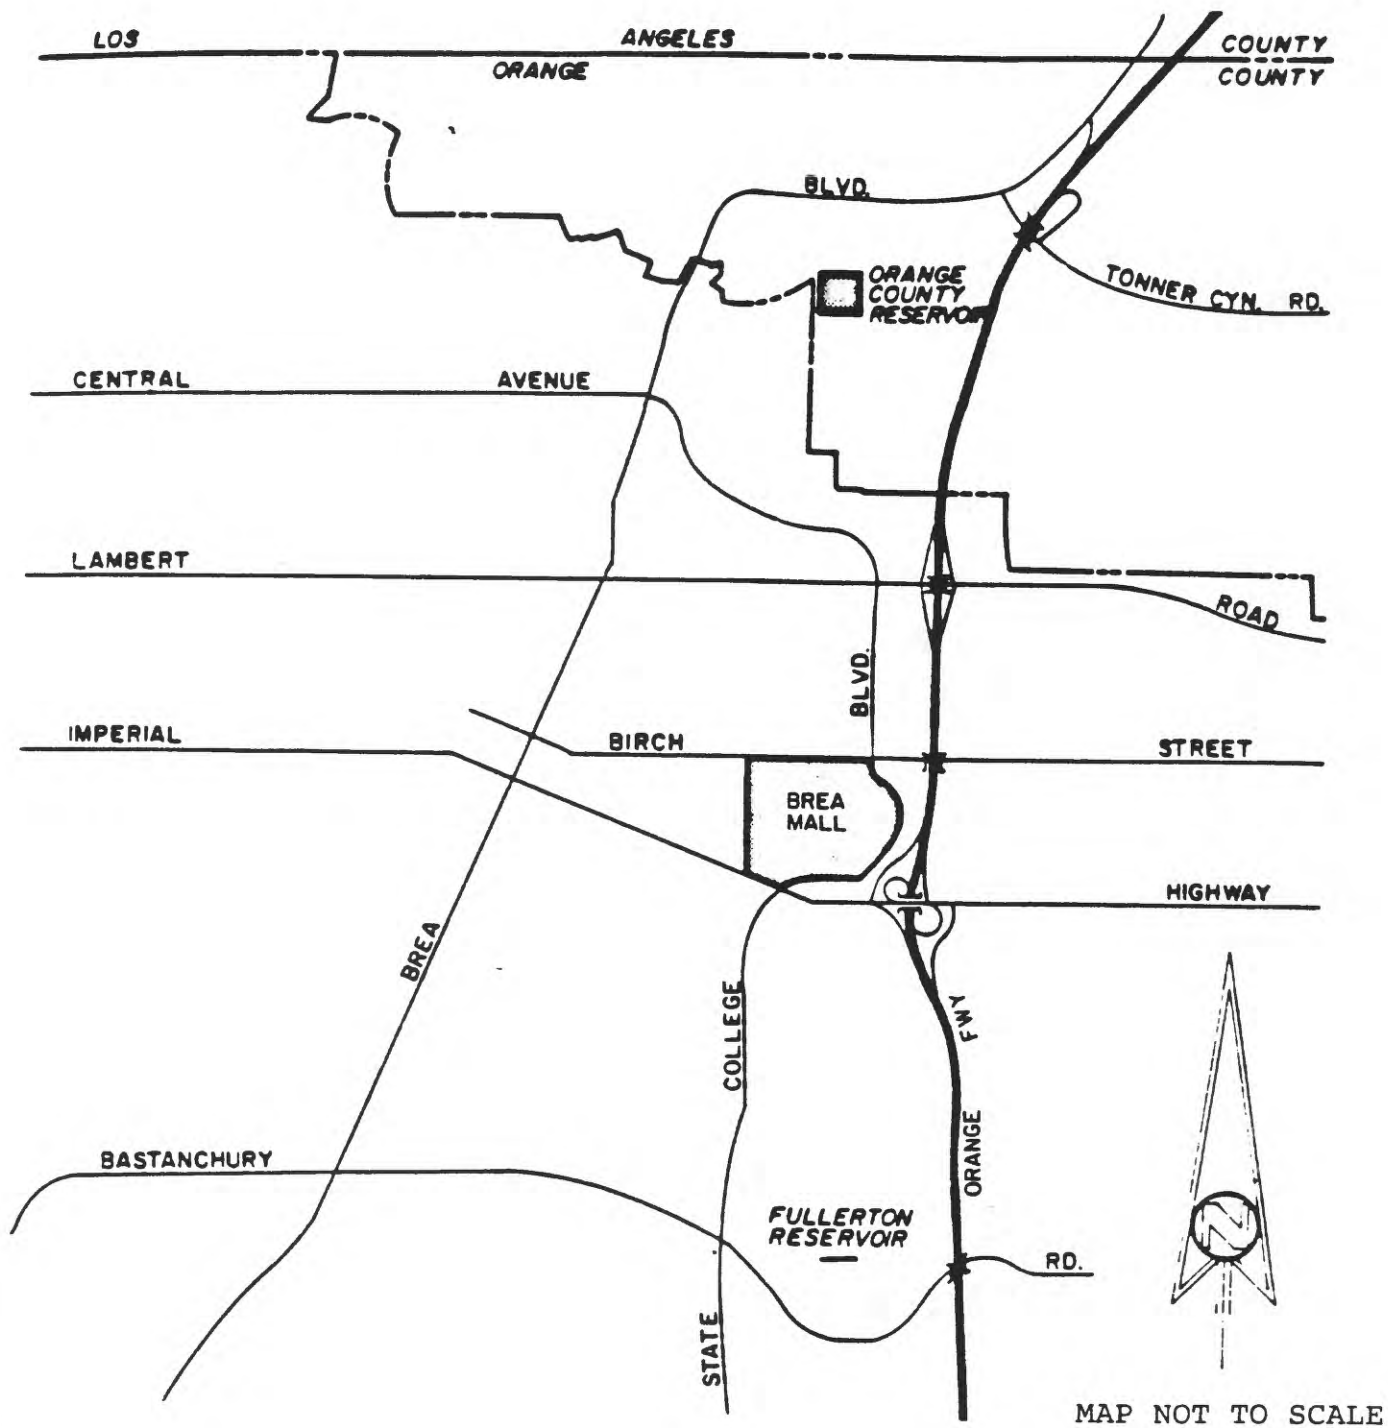 LOS ANGELES COUNTY
ORANGE COUNTY
BLVD.
ORANGE
COUNTY
RESERVOIR
TONNER CYN. RD.
CENTRAL AVENUE
LAMBERT ROAD
BLVD.
IMPERIAL
BIRCH STREET
BREA
MALL
HIGHWAY
BREA
COLLEGE
FWY
ORANGE
BASTANCHURY
FULLERTON
RESERVOIR
RD.
STATE
N
MAP NOT TO SCALE